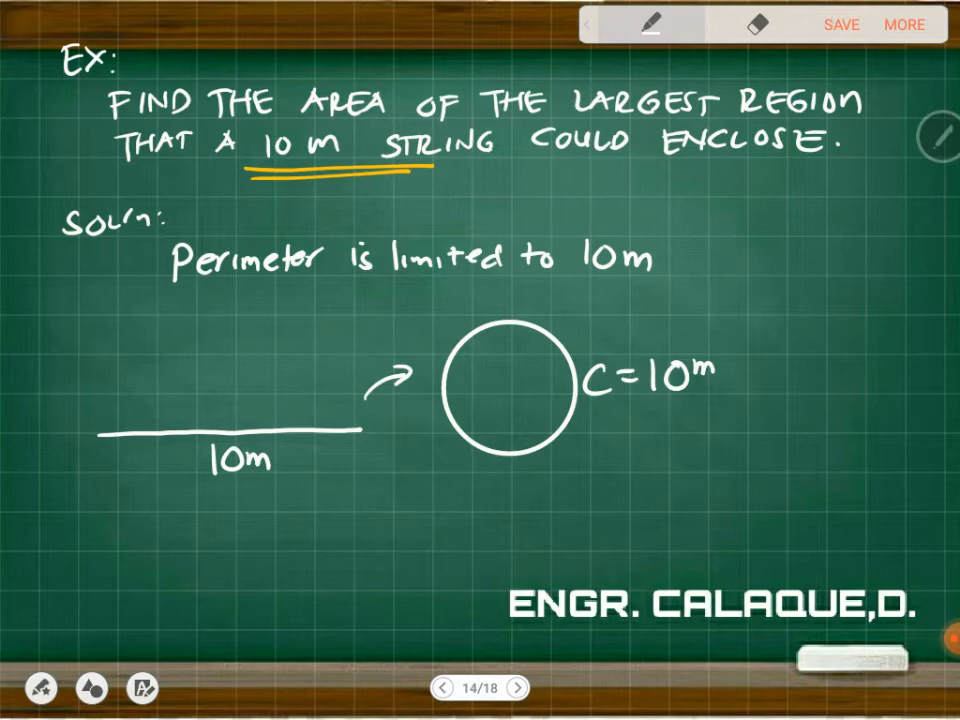 SAVE MORE
EX:
FIND THE AREA OF THE LARGEST REGION
THAT A 10 m STRING COULD ENCLOSE.
SOL'n:
Perimeter is limited to 10m
C=10m
10m
ENGR. CALAQUE,D.
14/18